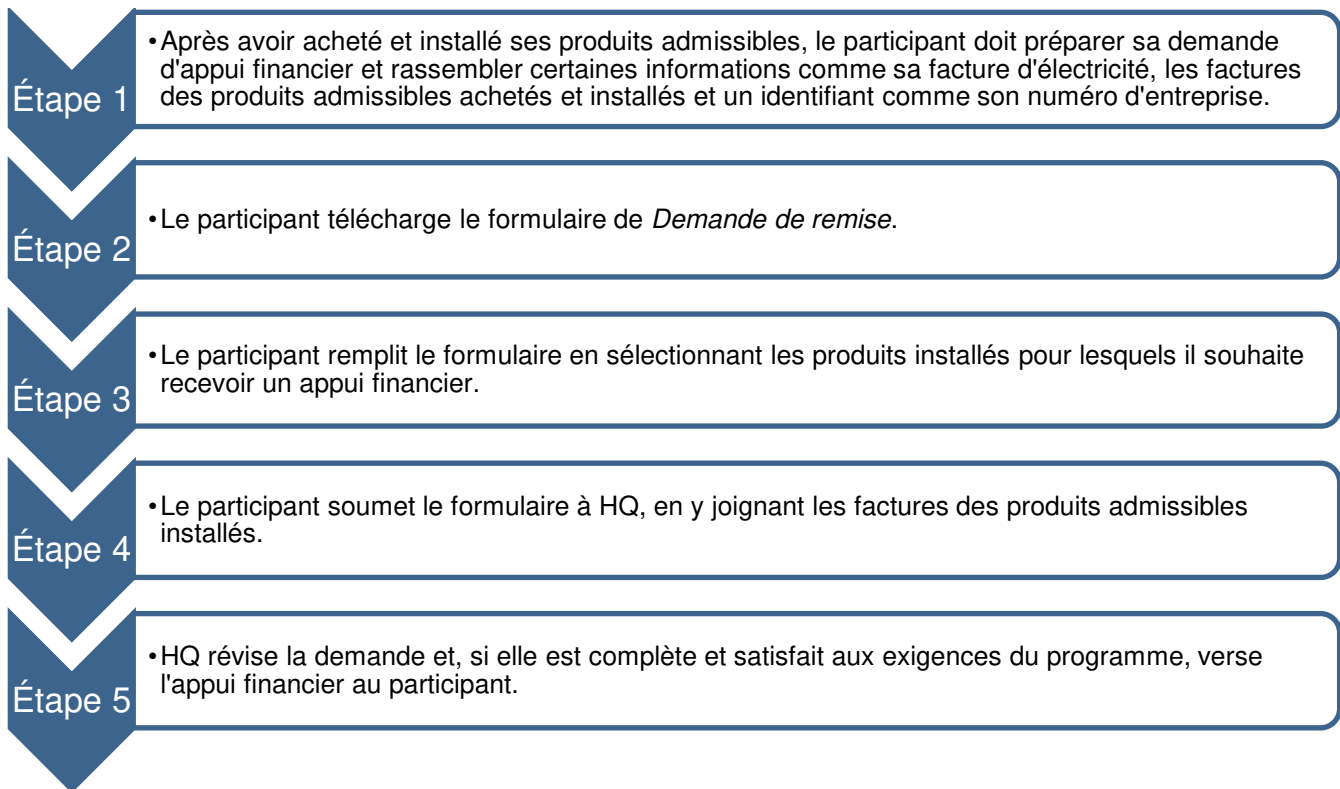 Étape 1
•Après avoir acheté et installé ses produits admissibles, le participant doit préparer sa demande
d'appui financier et rassembler certaines informations comme sa facture d'électricité, les factures
des produits admissibles achetés et installés et un identifiant comme son numéro d'entreprise.
Étape 2
•Le participant télécharge le formulaire de Demande de remise.
Étape 3
•Le participant remplit le formulaire en sélectionnant les produits installés pour lesquels il souhaite
recevoir un appui financier.
Étape 4
•Le participant soumet le formulaire à HQ, en y joignant les factures des produits admissibles
installés.
Étape 5
•HQ révise la demande et, si elle est complète et satisfait aux exigences du programme, verse
l'appui financier au participant.